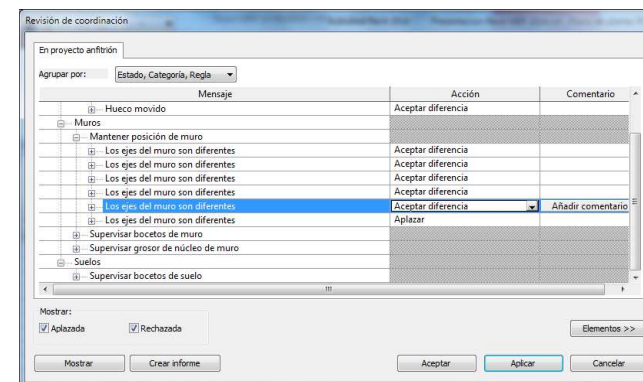 Revisión de coordinación
En proyecto anfitrión
Agrupar por: Estado, Categoría, Regla
Mensaje Acción Comentario
Hueco movido Aceptar diferencia
Muros
Mantener posición de muro
Los ejes del muro son diferentes Aceptar diferencia
Los ejes del muro son diferentes Aceptar diferencia
Los ejes del muro son diferentes Aceptar diferencia
Los ejes del muro son diferentes Aceptar diferencia
Los ejes del muro son diferentes Aceptar diferencia Añadir comentario
Los ejes del muro son diferentes Aplazar
Supervisar bocetos de muro
Supervisar grosor de núcleo de muro
Suelos
Supervisar bocetos de suelo
Mostrar:
Aplazada Rechazada
Elementos >>
Mostrar Crear informe Aceptar Aplicar Cancelar